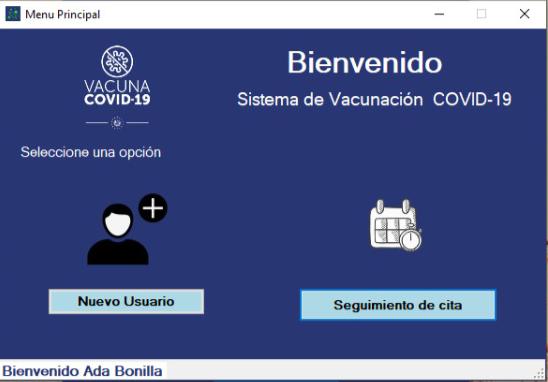 Menu Principal
Bienvenido
VACUNA
COVID-19
Sistema de Vacunación COVID-19
Seleccione una opción
Nuevo Usuario
Seguimiento de cita
Bienvenido Ada Bonilla